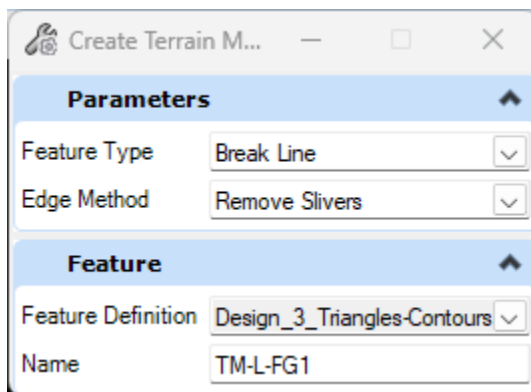 Create Terrain M...
Parameters
Feature Type Break Line
Edge Method Remove Slivers
Feature
Feature Definition Design_3_Triangles-Contours
Name TM-L-FG1